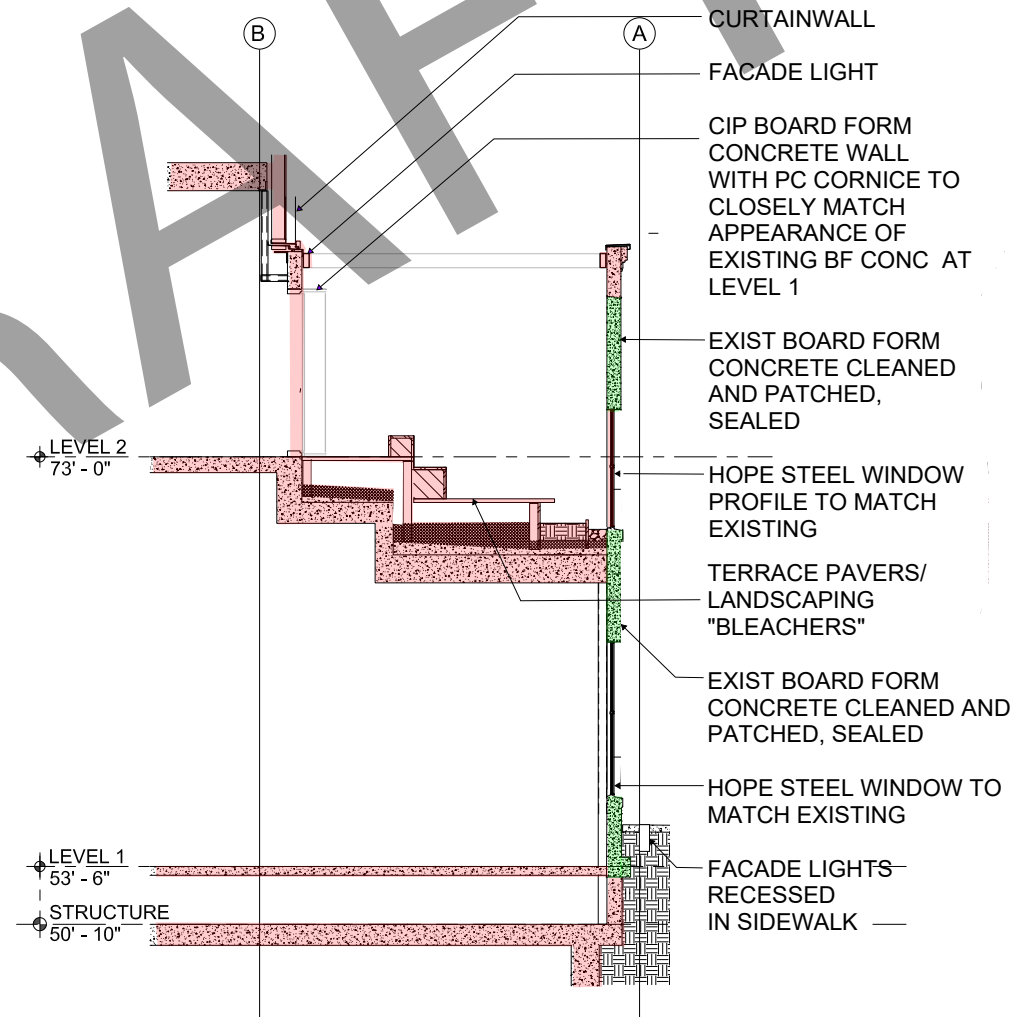 B
A
CURTAINWALL
FACADE LIGHT
CIP BOARD FORM
CONCRETE WALL
WITH PC CORNICE TO
CLOSELY MATCH
APPEARANCE OF
EXISTING BF CONC AT
LEVEL 1
EXIST BOARD FORM
CONCRETE CLEANED
AND PATCHED,
SEALED
LEVEL 2
73' - 0"
HOPE STEEL WINDOW
PROFILE TO MATCH
EXISTING
TERRACE PAVERS/
LANDSCAPING
"BLEACHERS"
EXIST BOARD FORM
CONCRETE CLEANED AND
PATCHED, SEALED
HOPE STEEL WINDOW TO
MATCH EXISTING
LEVEL 1
53' - 6"
FACADE LIGHTS
RECESSED
IN SIDEWALK
STRUCTURE
50' - 10"